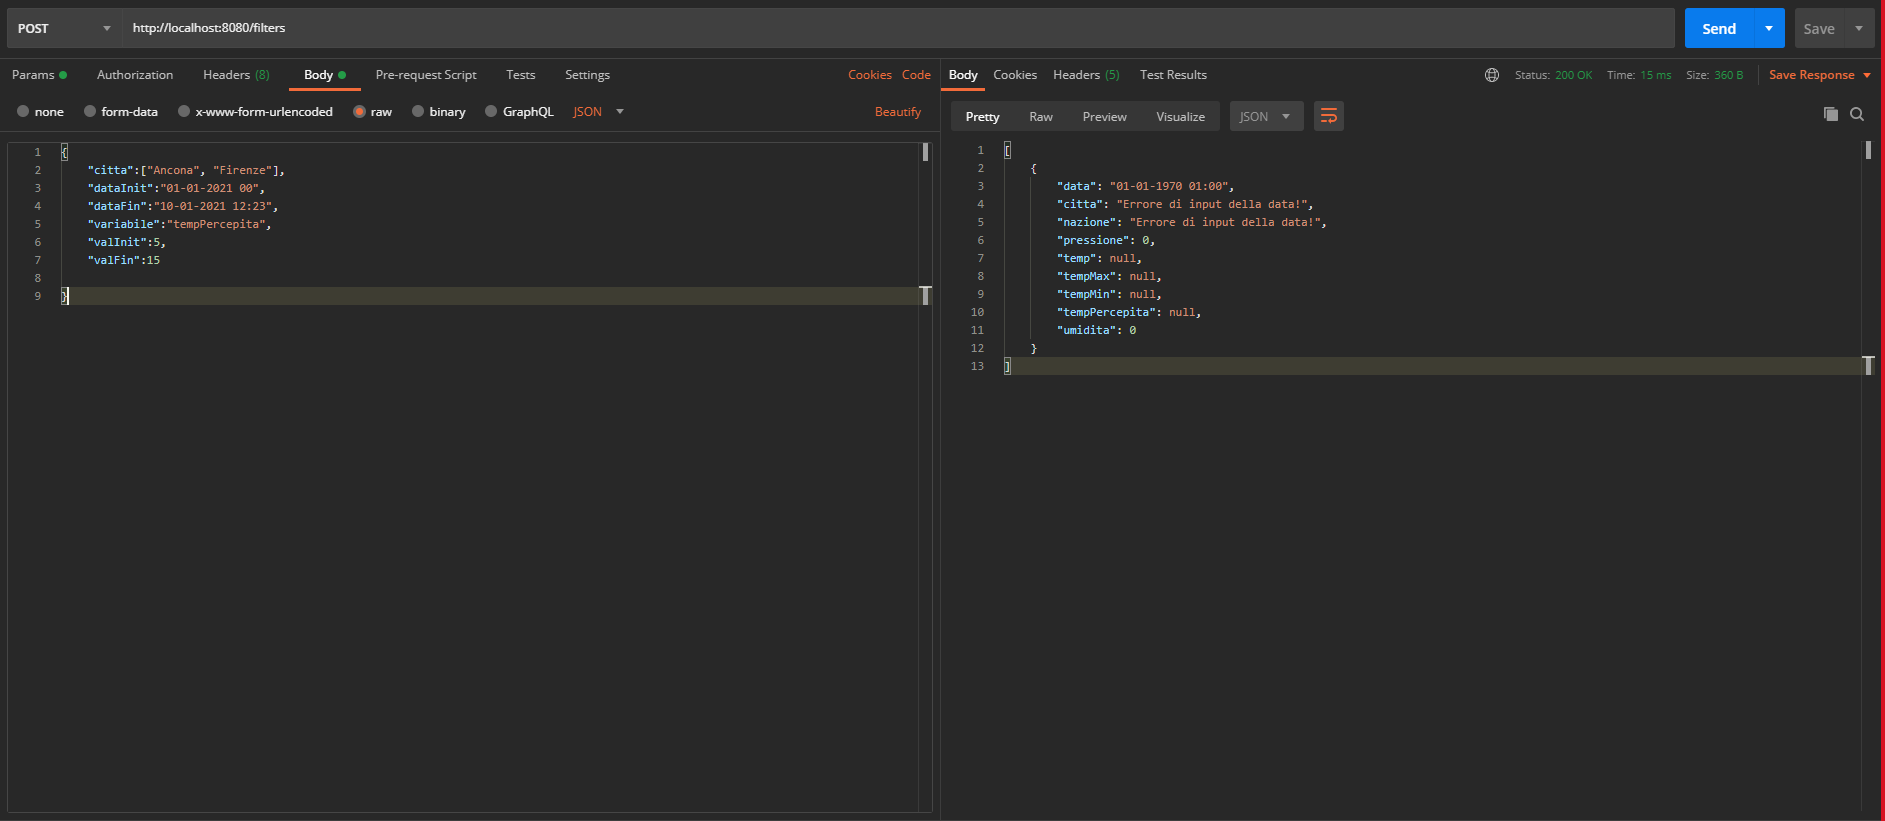 POST http://localhost:8080/filters Send Save
Params Authorization Headers (8) Body Pre-request Script Tests Settings Cookies Code
none form-data x-www-form-urlencoded raw binary GraphQL JSON Beautify
1 {
2 "citta":["Ancona", "Firenze"],
3 "dataInit":"01-01-2021 00",
4 "dataFin":"10-01-2021 12:23",
5 "variabile":"tempPercepita",
6 "valInit":5,
7 "valFin":15
8
9 }
Body Cookies Headers (5) Test Results Status: 200 OK Time: 15 ms Size: 360 B Save Response
Pretty Raw Preview Visualize JSON
1 [
2 {
3 "data": "01-01-1970 01:00",
4 "citta": "Errore di input della data!",
5 "nazione": "Errore di input della data!",
6 "pressione": 0,
7 "temp": null,
8 "tempMax": null,
9 "tempMin": null,
10 "tempPercepita": null,
11 "umidita": 0
12 }
13 ]